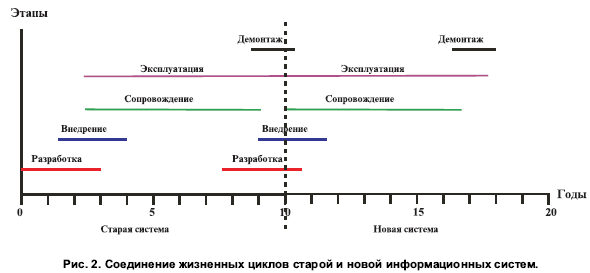 Этапы
Демонтаж Демонтаж
Эксплуатация Эксплуатация
Сопровождение Сопровождение
Внедрение Внедрение
Разработка Разработка
Годы
0 5 10 15 20
Старая система Новая система
Рис. 2. Соединение жизненных циклов старой и новой информационных систем.